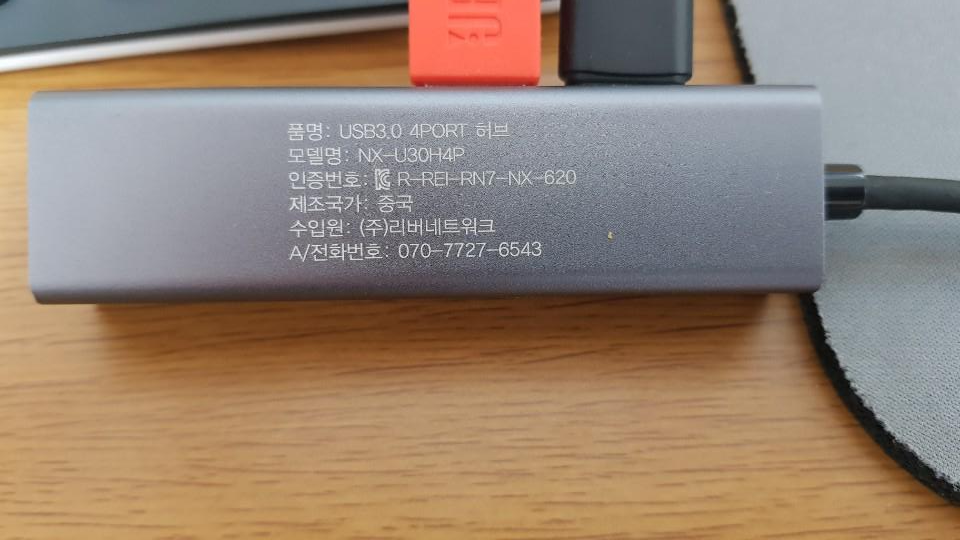 품명: USB3.0 4PORT 허브
모델명: NX-U30H4P
인증번호: R-REI-RN7-NX-620
제조국가: 중국
수입원: (주)리버네트워크
A/전화번호: 070-7727-6543